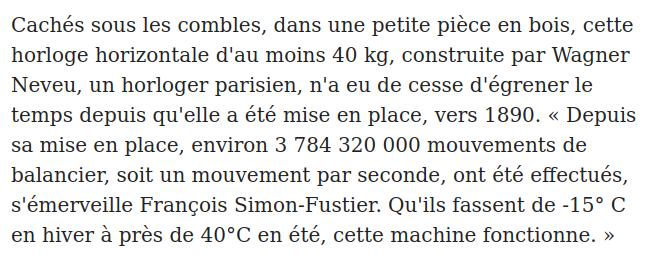 Cachés sous les combles, dans une petite pièce en bois, cette
horloge horizontale d'au moins 40 kg, construite par Wagner
Neveu, un horloger parisien, n'a eu de cesse d'égrener le
temps depuis qu'elle a été mise en place, vers 1890. « Depuis
sa mise en place, environ 3 784 320 000 mouvements de
balancier, soit un mouvement par seconde, ont été effectués,
s'émerveille François Simon-Fustier. Qu'ils fassent de -15° C
en hiver à près de 40°C en été, cette machine fonctionne. »